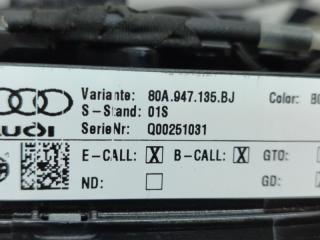 Variante: 80A.947.135.BJ Color:
S-Stand: 01S
Audi
SerieNr: Q00251031
E-CALL: X B-CALL: X GTO:
ND: GD: